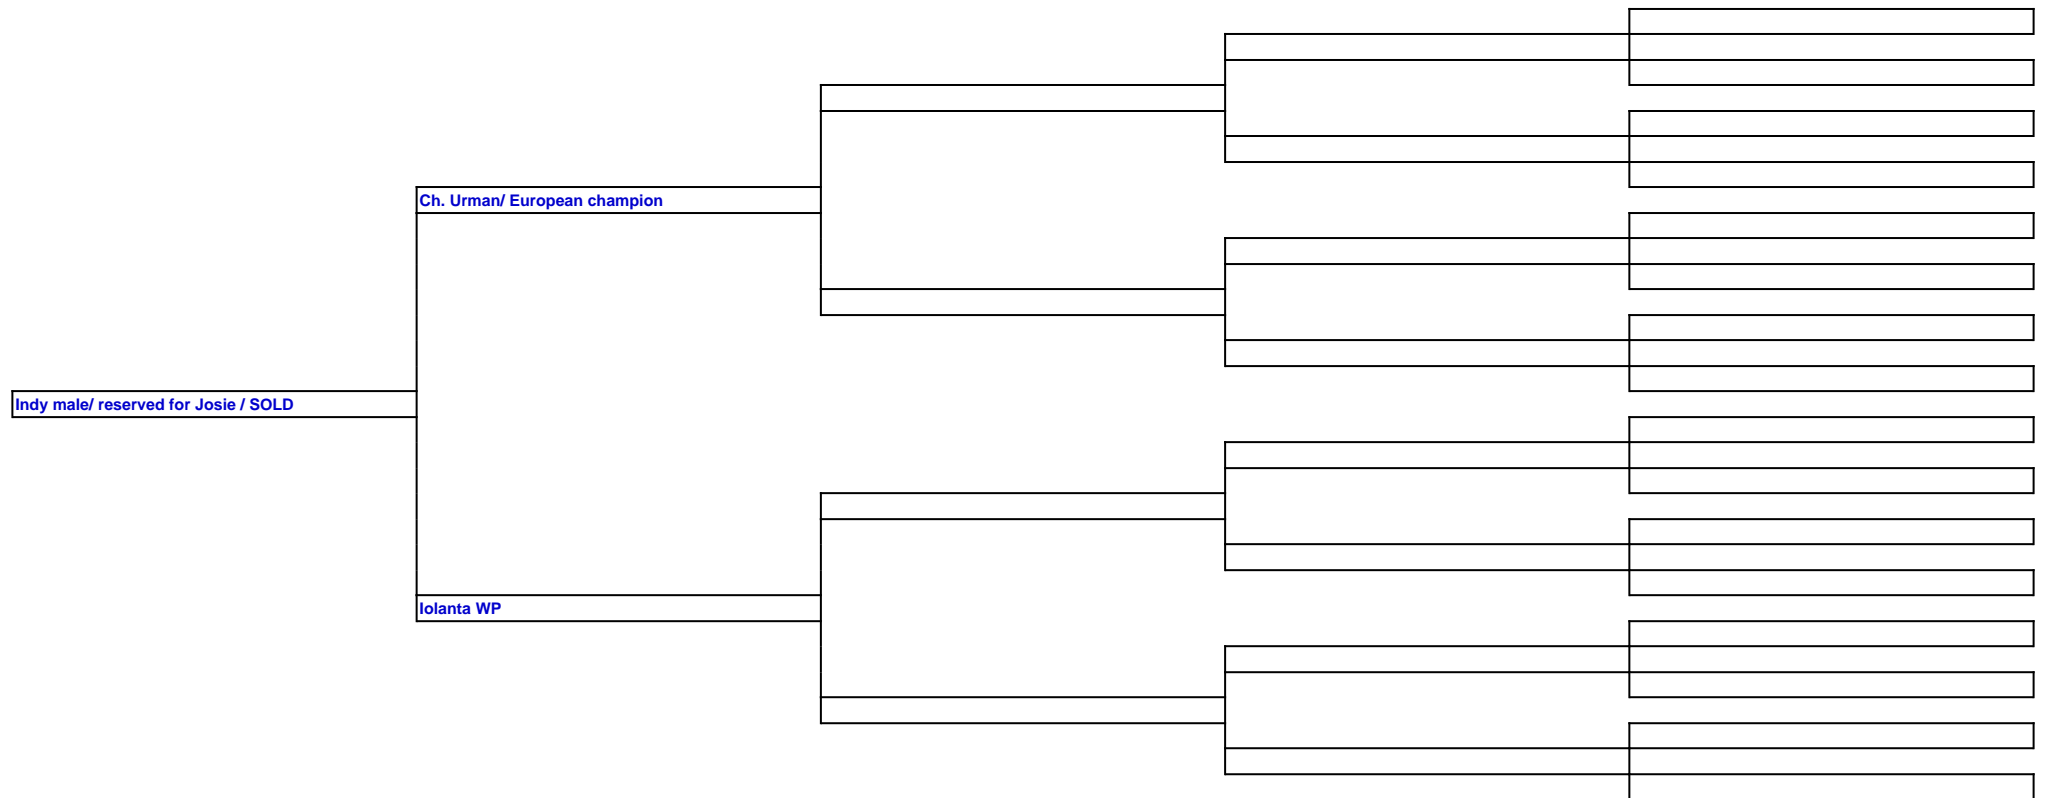 Ch. Urman/ European champion
Indy male/ reserved for Josie / SOLD
Iolanta WP